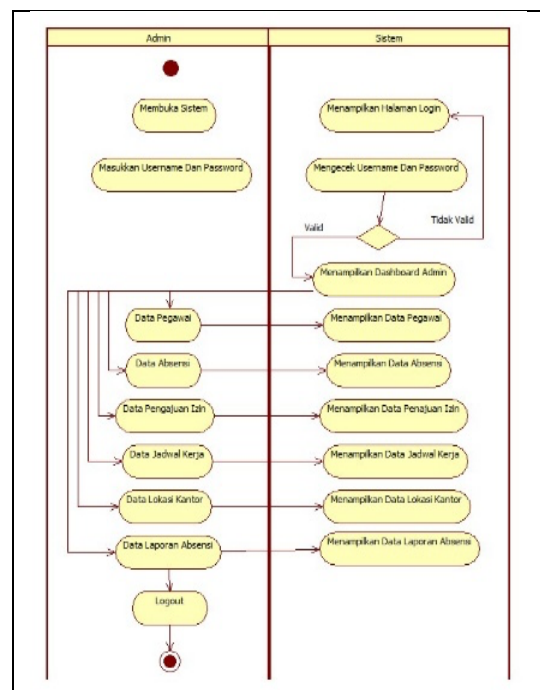 Admin
Sistem
Membuka Sistem
Menampilkan Halaman Login
Masukkan Username Dan Password
Mengecek Username Dan Password
Valid
Tidak Valid
Menampilkan Dashboard Admin
Data Pegawai
Menampilkan Data Pegawai
Data Absensi
Menampilkan Data Absensi
Data Pengajuan Izin
Menampilkan Data Penajuan Izin
Data Jadwal Kerja
Menampilkan Data Jadwal Kerja
Data Lokasi Kantor
Menampilkan Data Lokasi Kantor
Data Laporan Absensi
Menampilkan Data Laporan Absensi
Logout